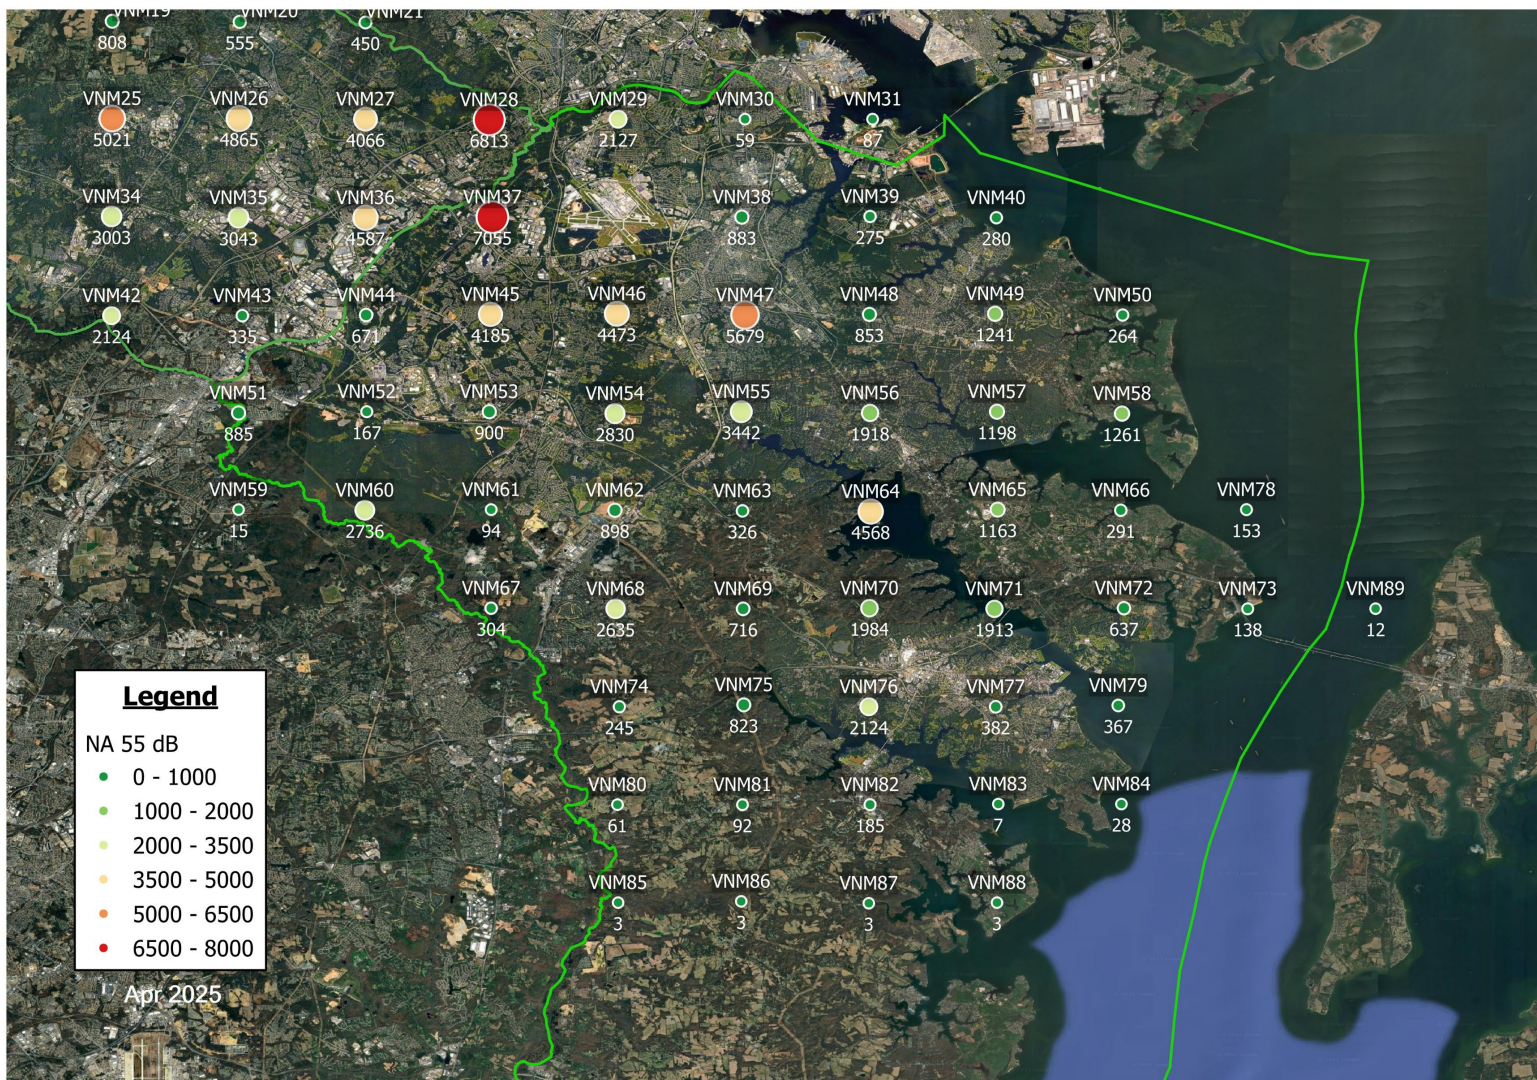 VNM19 VNM20 VNM21
808 555 450
VNM25 VNM26 VNM27 VNM28 VNM29 VNM30 VNM31
5021 4865 4066 6813 2127 59 87
VNM34 VNM35 VNM36 VNM37 VNM38 VNM39 VNM40
3003 3043 4587 7055 883 275 280
VNM42 VNM43 VNM44 VNM45 VNM46 VNM47 VNM48 VNM49 VNM50
2124 335 671 4185 4473 5679 853 1241 264
VNM51 VNM52 VNM53 VNM54 VNM55 VNM56 VNM57 VNM58
885 167 900 2830 3442 1918 1198 1261
VNM59 VNM60 VNM61 VNM62 VNM63 VNM64 VNM65 VNM66 VNM78
15 2736 94 898 326 4568 1163 291 153
VNM67 VNM68 VNM69 VNM70 VNM71 VNM72 VNM73 VNM89
304 2635 716 1984 1913 637 138 12
VNM74 VNM75 VNM76 VNM77 VNM79
245 823 2124 382 367
VNM80 VNM81 VNM82 VNM83 VNM84
61 92 185 7 28
VNM85 VNM86 VNM87 VNM88
3 3 3 3
Legend
NA 55 dB
0 - 1000
1000 - 2000
2000 - 3500
3500 - 5000
5000 - 6500
6500 - 8000
Apr 2025